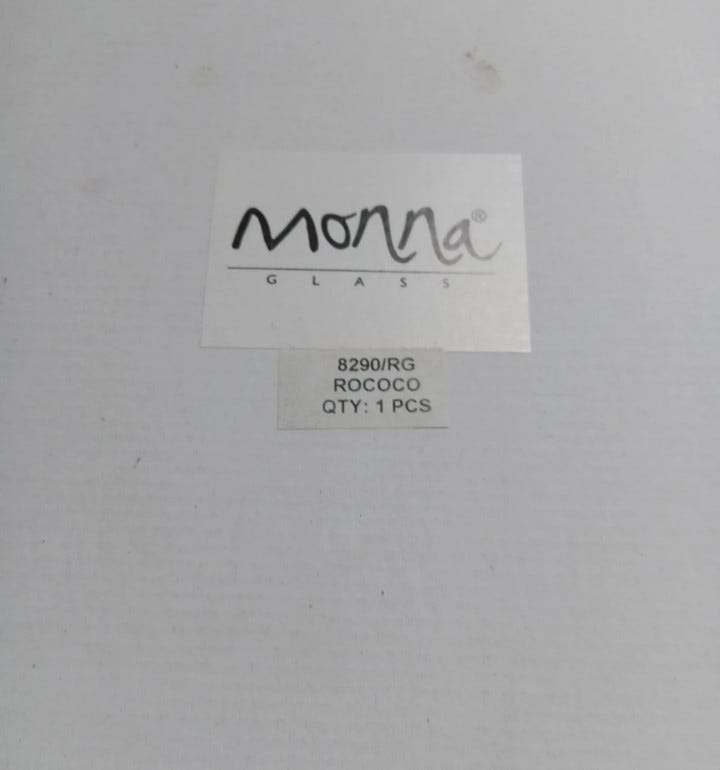 monna®
GLASS
8290/RG
ROCOCO
QTY: 1 PCS